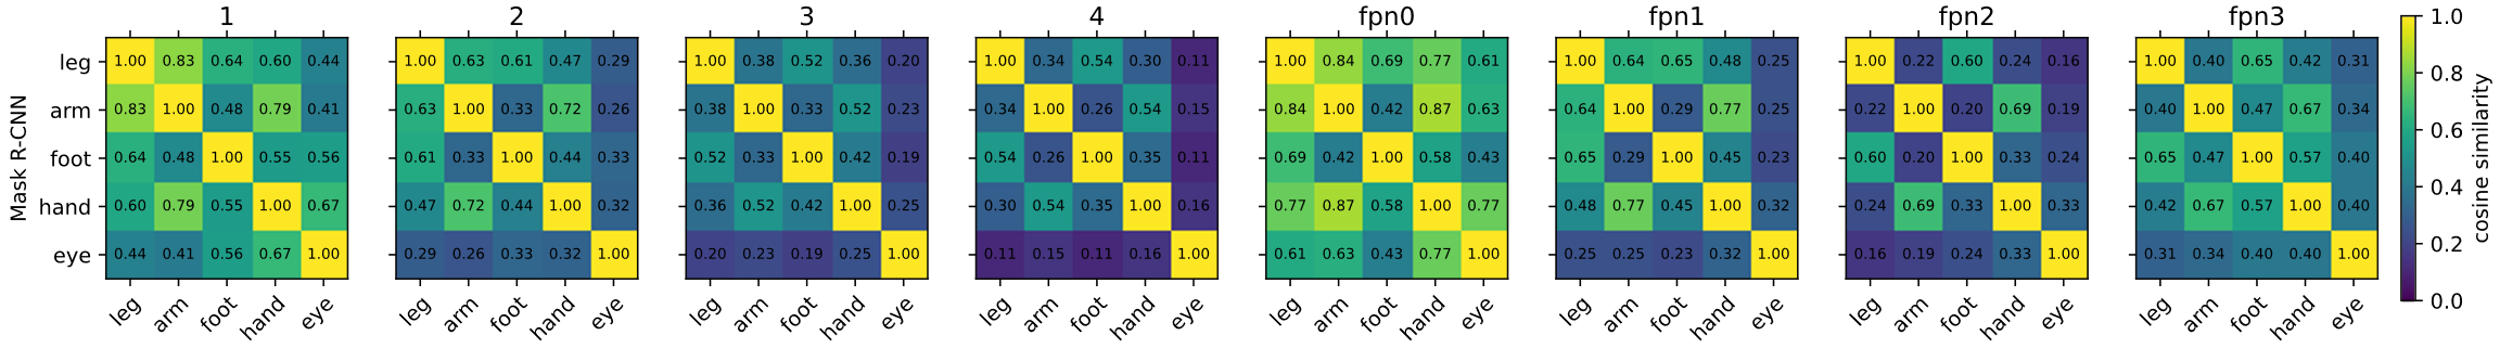 1 2 3 4 fpn0 fpn1 fpn2 fpn3
Mask R-CNN
leg 1.00 0.83 0.64 0.60 0.44 1.00 0.63 0.61 0.47 0.29 1.00 0.38 0.52 0.36 0.20 1.00 0.34 0.54 0.30 0.11 1.00 0.84 0.69 0.77 0.61 1.00 0.64 0.65 0.48 0.25 1.00 0.22 0.60 0.24 0.16 1.00 0.40 0.65 0.42 0.31
arm 0.83 1.00 0.48 0.79 0.41 0.63 1.00 0.33 0.72 0.26 0.38 1.00 0.33 0.52 0.23 0.34 1.00 0.26 0.54 0.15 0.84 1.00 0.42 0.87 0.63 0.64 1.00 0.29 0.77 0.25 0.22 1.00 0.20 0.69 0.19 0.40 1.00 0.47 0.67 0.34
foot 0.64 0.48 1.00 0.55 0.56 0.61 0.33 1.00 0.44 0.33 0.52 0.33 1.00 0.42 0.19 0.54 0.26 1.00 0.35 0.11 0.69 0.42 1.00 0.58 0.43 0.65 0.29 1.00 0.45 0.23 0.60 0.20 1.00 0.33 0.24 0.65 0.47 1.00 0.57 0.40
hand 0.60 0.79 0.55 1.00 0.67 0.47 0.72 0.44 1.00 0.32 0.36 0.52 0.42 1.00 0.25 0.30 0.54 0.35 1.00 0.16 0.77 0.87 0.58 1.00 0.77 0.48 0.77 0.45 1.00 0.32 0.24 0.69 0.33 1.00 0.33 0.42 0.67 0.57 1.00 0.40
eye 0.44 0.41 0.56 0.67 1.00 0.29 0.26 0.33 0.32 1.00 0.20 0.23 0.19 0.25 1.00 0.11 0.15 0.11 0.16 1.00 0.61 0.63 0.43 0.77 1.00 0.25 0.25 0.23 0.32 1.00 0.16 0.19 0.24 0.33 1.00 0.31 0.34 0.40 0.40 1.00
leg arm foot hand eye leg arm foot hand eye leg arm foot hand eye leg arm foot hand eye leg arm foot hand eye leg arm foot hand eye leg arm foot hand eye leg arm foot hand eye
1.0
0.8
0.6
0.4
0.2
0.0
cosine similarity